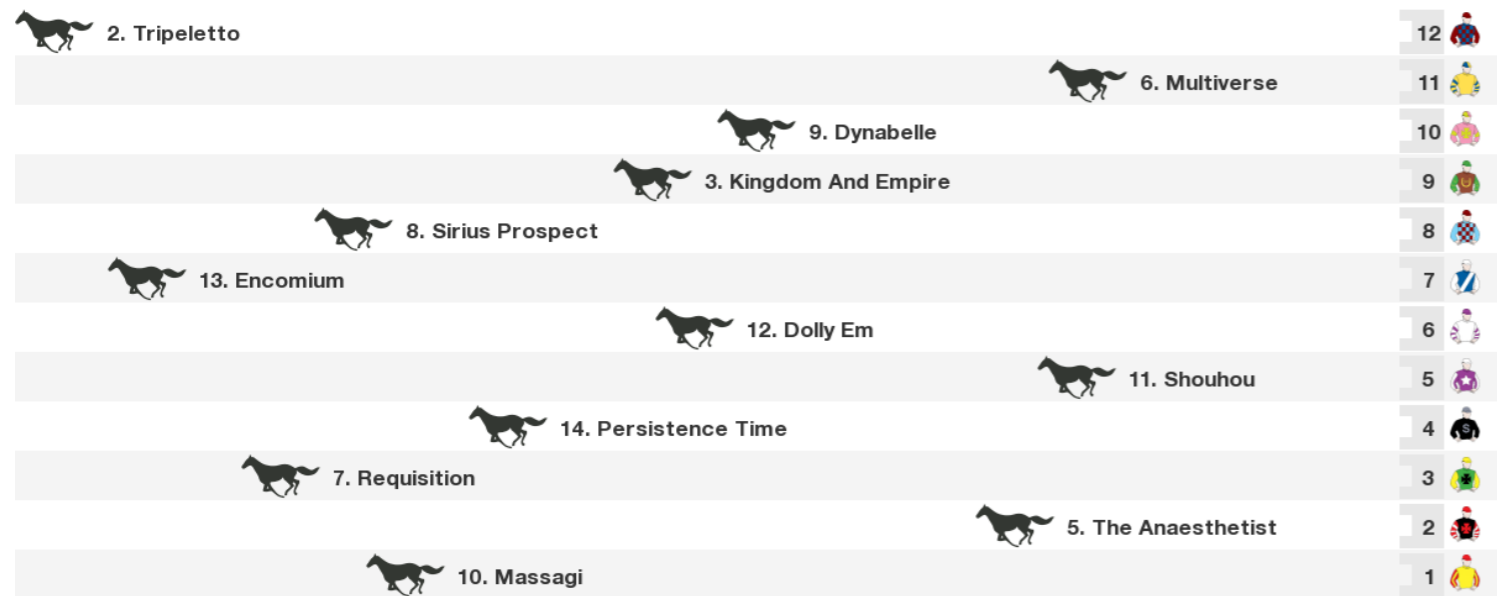 2. Tripeletto 12
6. Multiverse 11
9. Dynabelle 10
3. Kingdom And Empire 9
8. Sirius Prospect 8
13. Encomium 7
12. Dolly Em 6
11. Shouhou 5
14. Persistence Time 4
S
7. Requisition 3
5. The Anaesthetist 2
10. Massagi 1